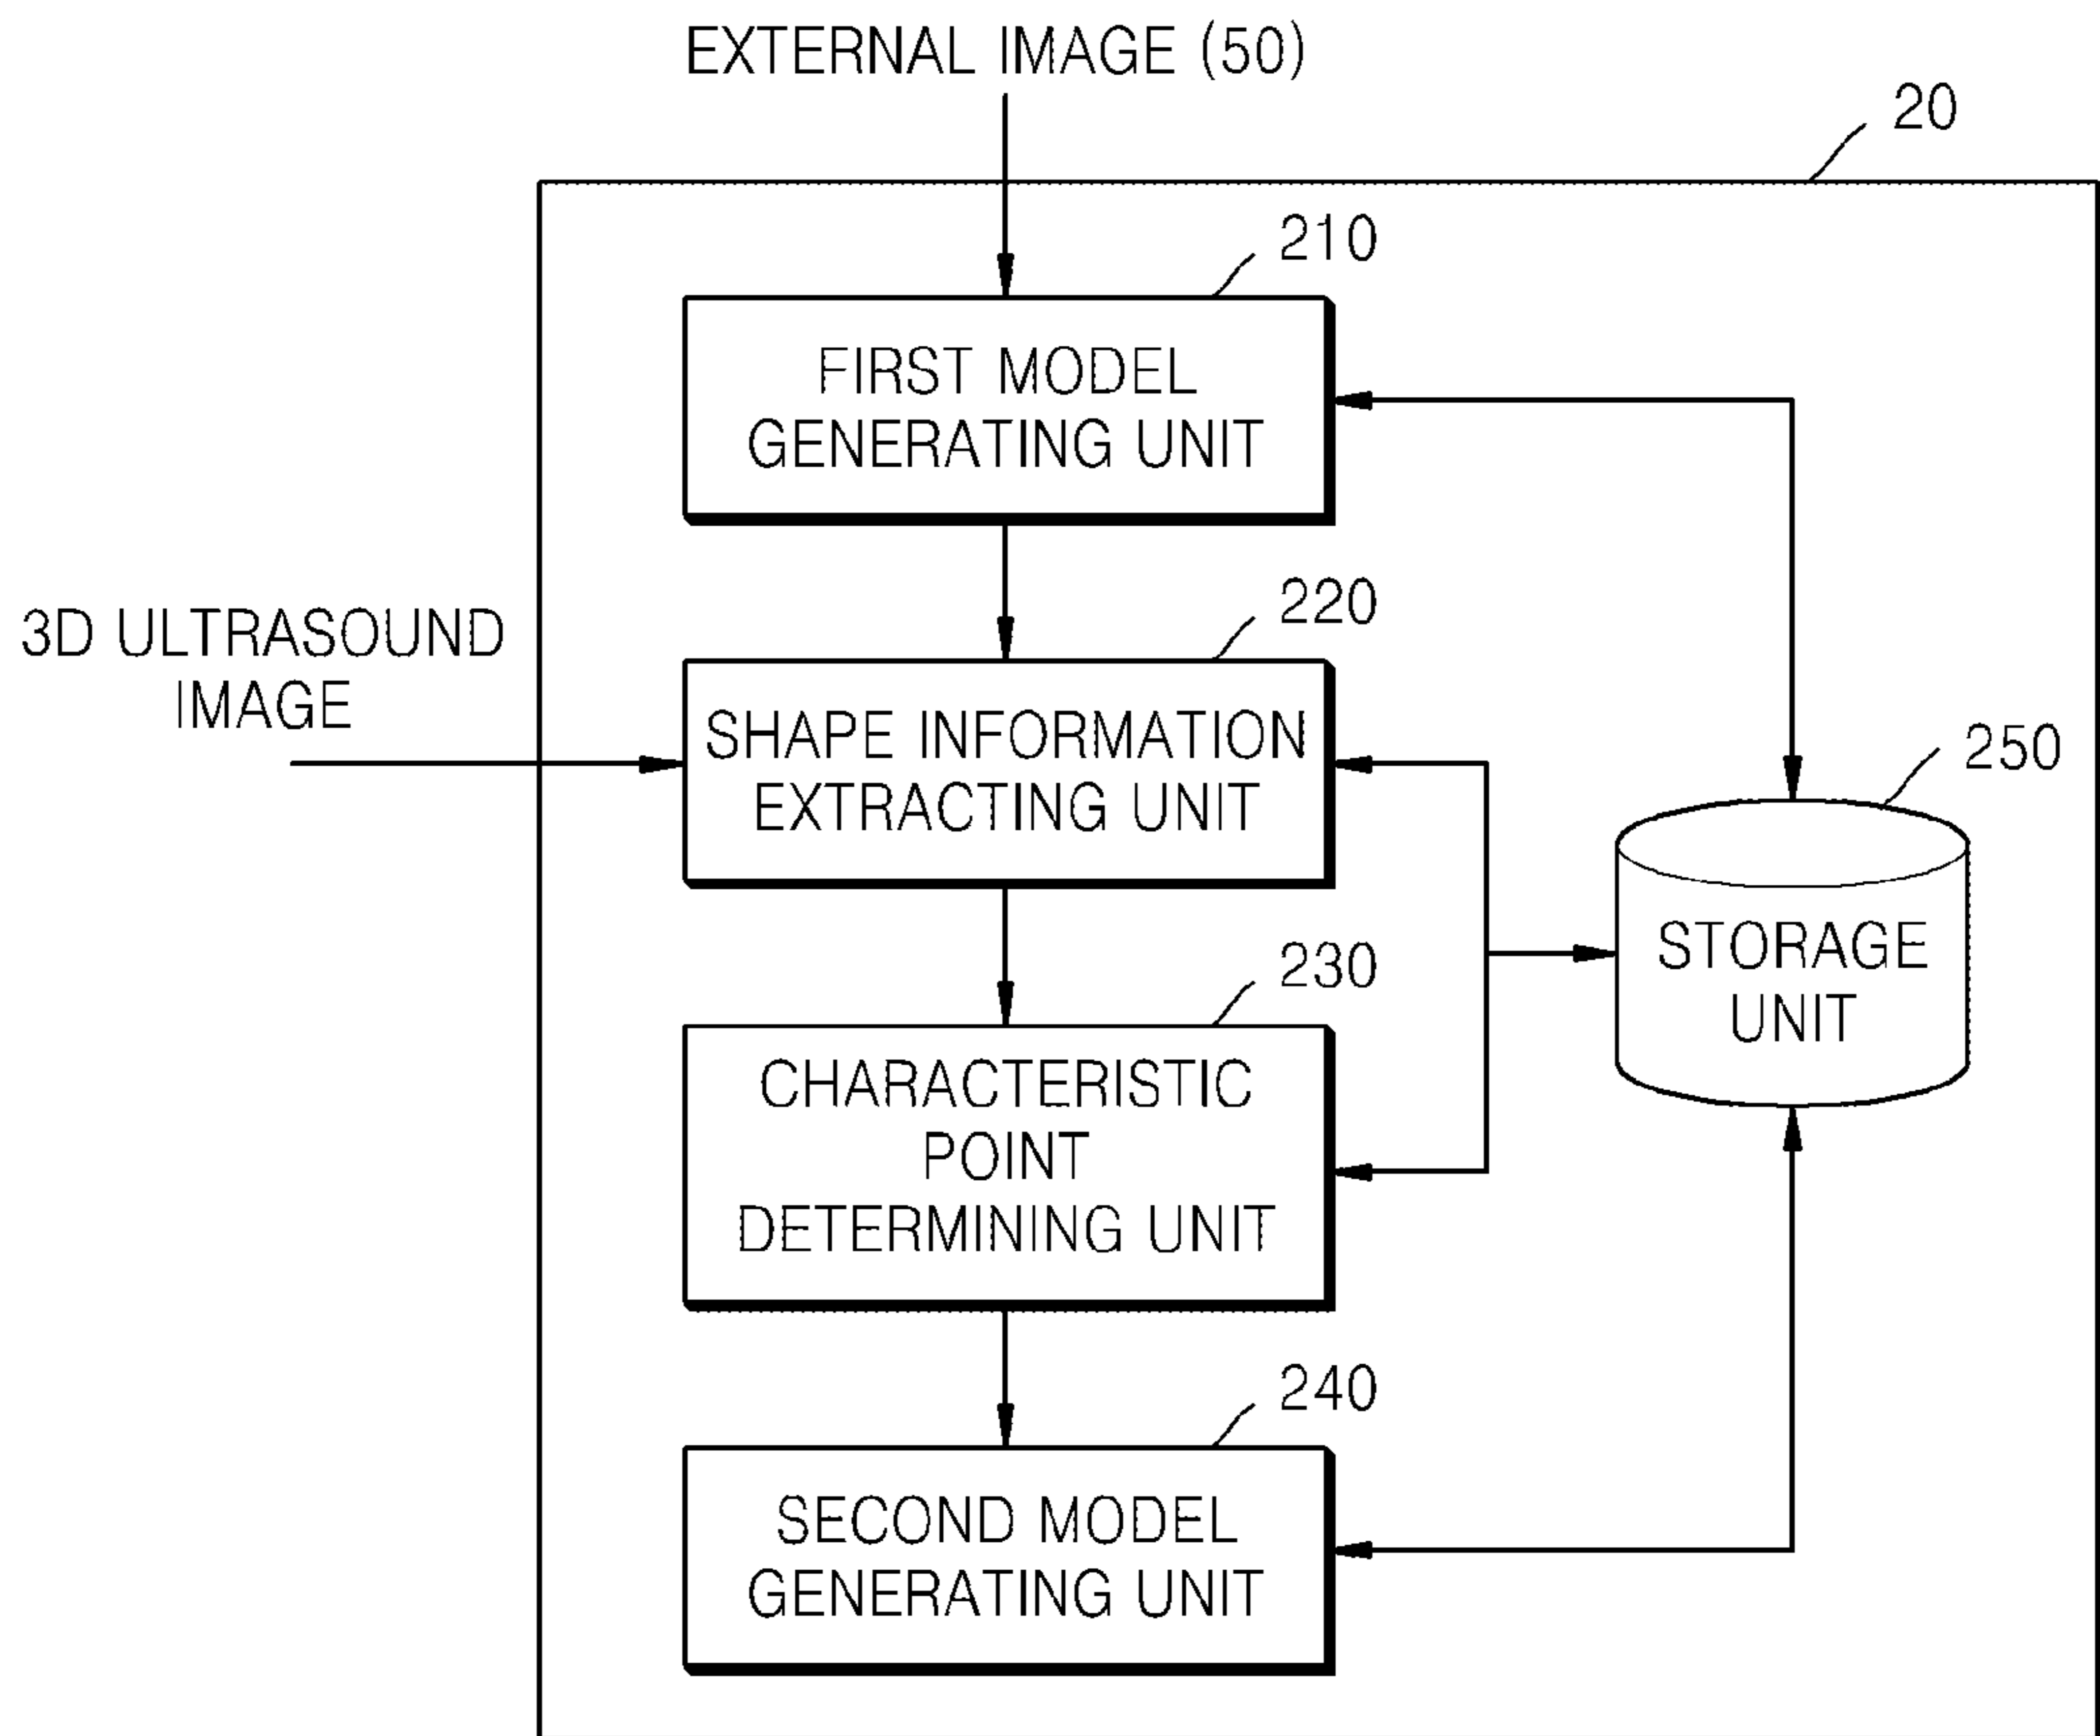 EXTERNAL IMAGE (50)
20
210
FIRST MODEL
GENERATING UNIT
220
3D ULTRASOUND
IMAGE
SHAPE INFORMATION
EXTRACTING UNIT
250
STORAGE
UNIT
230
CHARACTERISTIC
POINT
DETERMINING UNIT
240
SECOND MODEL
GENERATING UNIT